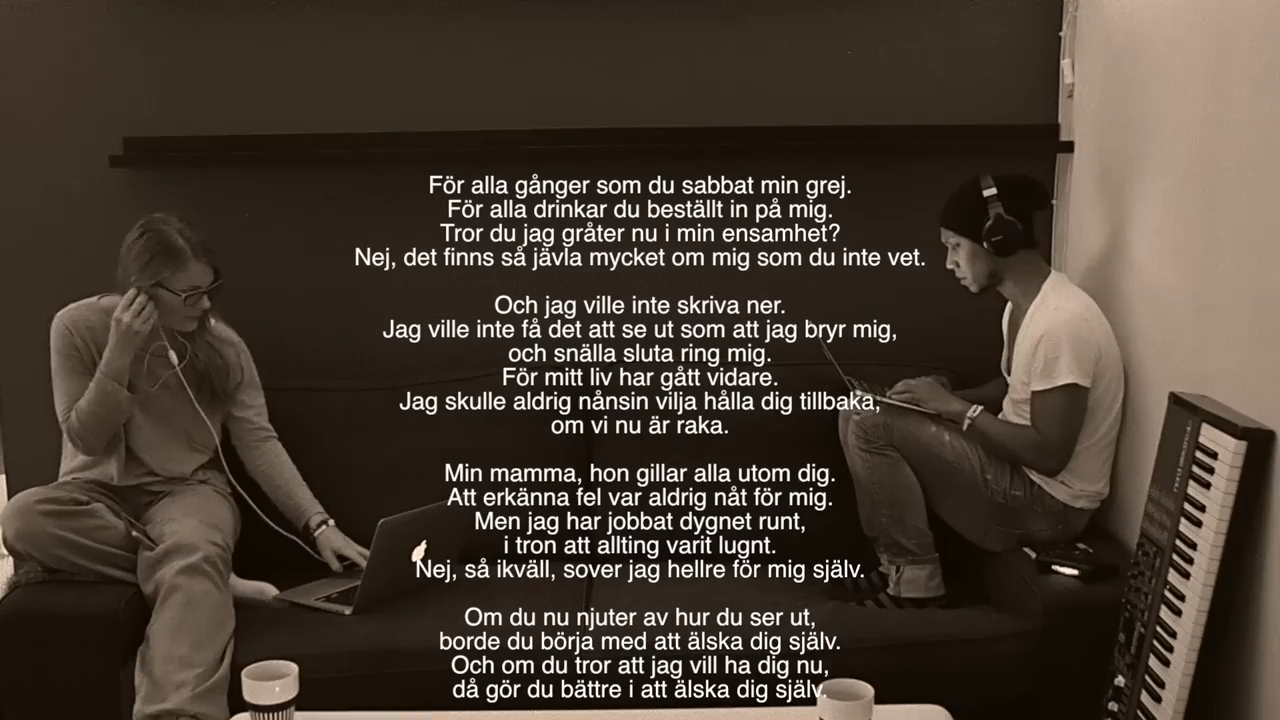 För alla gånger som du sabbat min grej.
För alla drinkar du beställt in på mig.
Tror du jag gråter nu i min ensamhet?
Nej, det finns så jävla mycket om mig som du inte vet.
Och jag ville inte skriva ner.
Jag ville inte få det att se ut som att jag bryr mig,
och snälla sluta ring mig.
För mitt liv har gått vidare.
Jag skulle aldrig nånsin vilja hålla dig tillbaka,
om vi nu är raka.
Min mamma, hon gillar alla utom dig.
Att erkänna fel var aldrig nåt för mig.
Men jag har jobbat dygnet runt,
i tron att allting varit lugnt.
Nej, så ikväll, sover jag hellre för mig själv.
Om du nu njuter av hur du ser ut,
borde du börja med att älska dig själv.
Och om du tror att jag vill ha dig nu,
då gör du bättre i att älska dig själv.